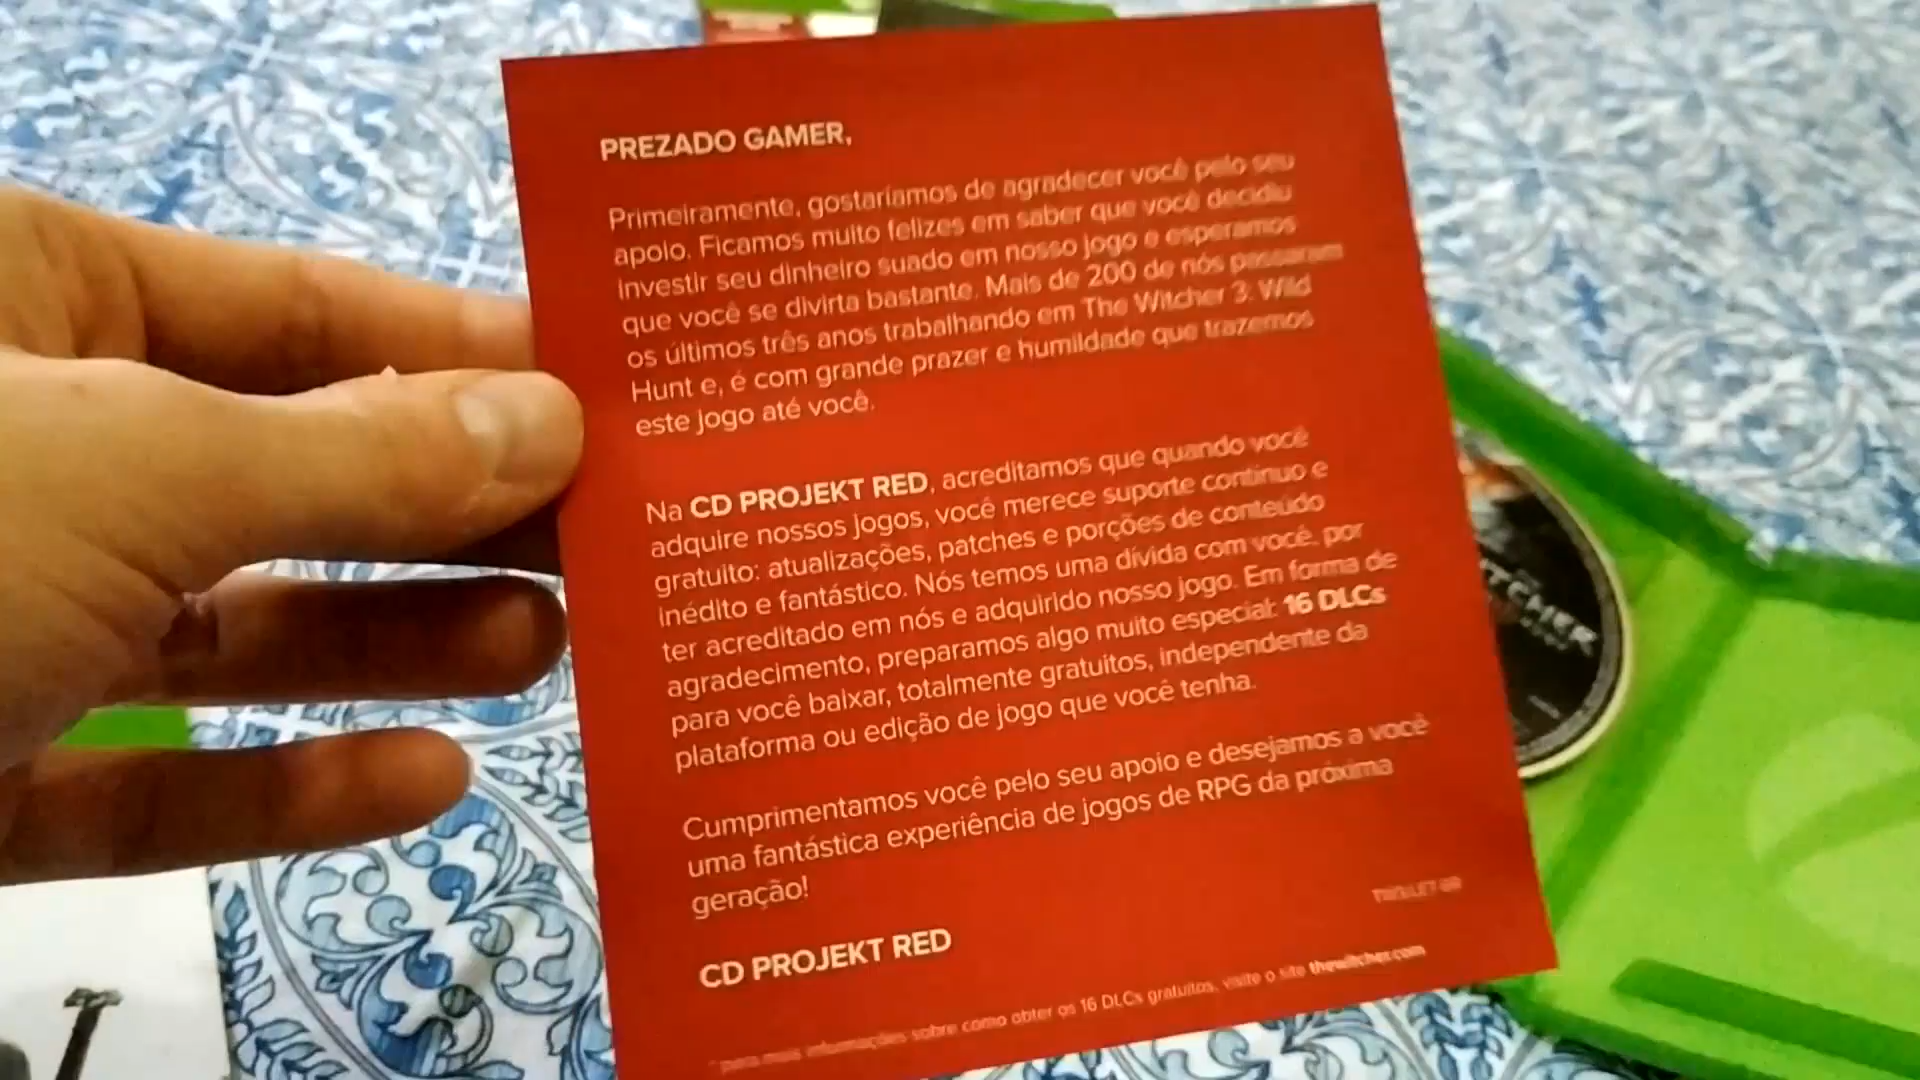 PREZADO GAMER,
Primeiramente, gostaríamos de agradecer você pelo seu
apoio. Ficamos muito felizes em saber que você decidiu
investir seu dinheiro suado em nosso jogo e esperamos
que você se divirta bastante. Mais de 200 de nós passaram
os últimos três anos trabalhando em The Witcher 3: Wild
Hunt e, é com grande prazer e humildade que trazemos
este jogo até você.
Na CD PROJEKT RED, acreditamos que quando você
adquire nossos jogos, você merece suporte contínuo e
gratuito: atualizações, patches e porções de conteúdo
inédito e fantástico. Nós temos uma dívida com você, por
ter acreditado em nós e adquirido nosso jogo. Em forma de
agradecimento, preparamos algo muito especial: 16 DLCs
para você baixar, totalmente gratuitos, independente da
plataforma ou edição de jogo que você tenha.
Cumprimentamos você pelo seu apoio e desejamos a você
uma fantástica experiência de jogos de RPG da próxima
geração!
CD PROJEKT RED
* para mais informações sobre como obter os 16 DLCs gratuitos, visite o site thewitcher.com